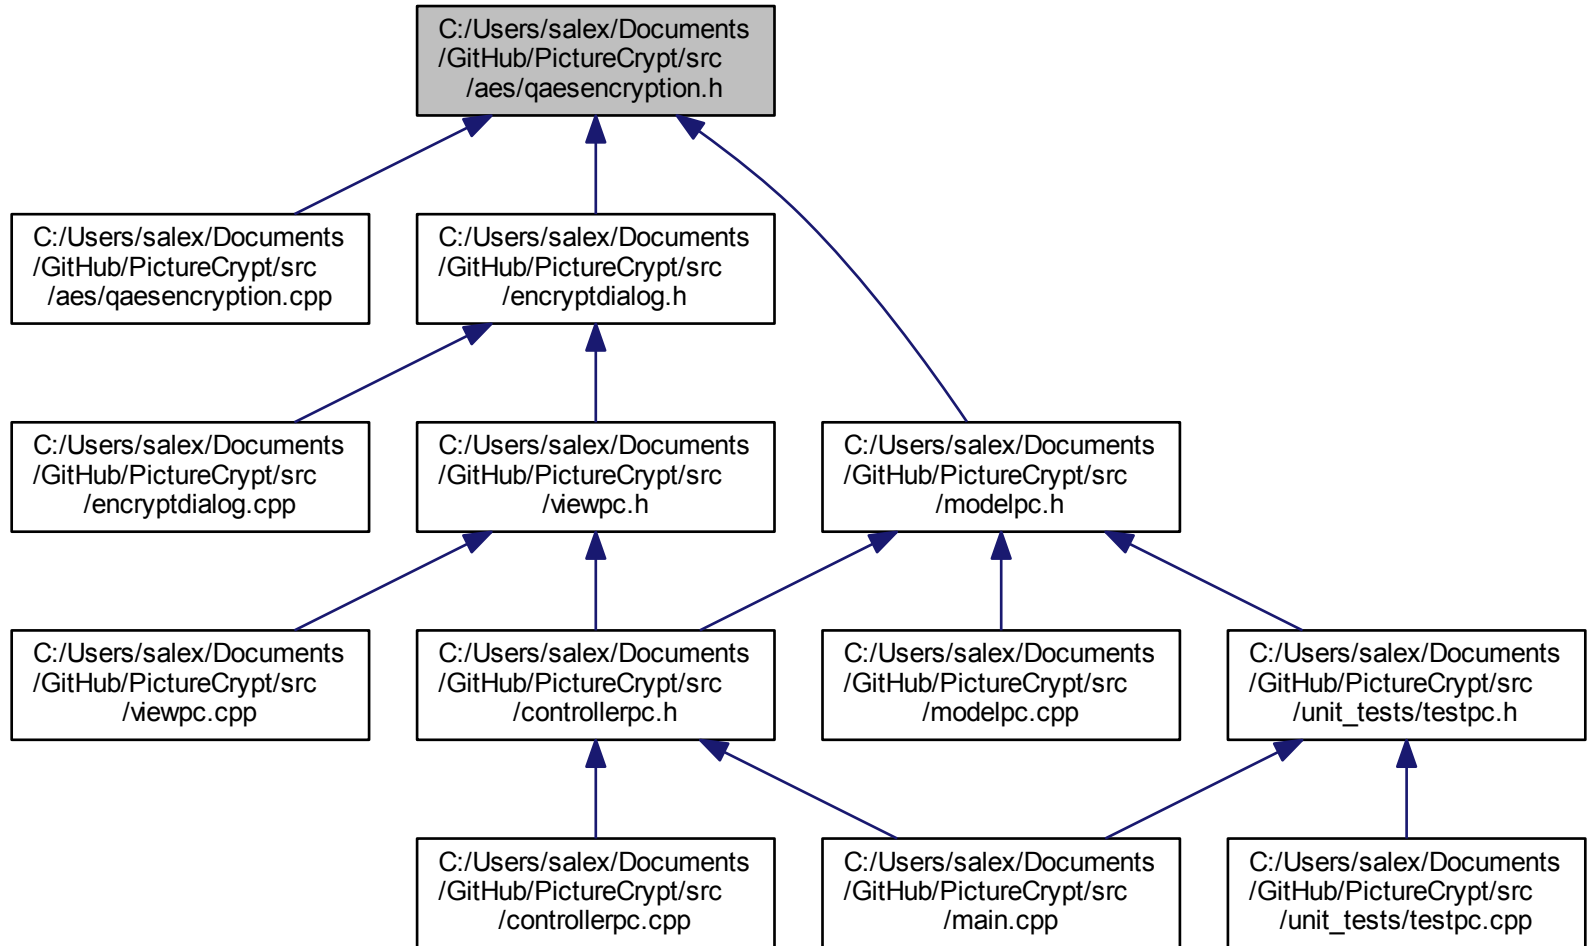 C:/Users/salex/Documents
/GitHub/PictureCrypt/src
/aes/qaesencryption.h
C:/Users/salex/Documents
/GitHub/PictureCrypt/src
/aes/qaesencryption.cpp
C:/Users/salex/Documents
/GitHub/PictureCrypt/src
/encryptdialog.h
C:/Users/salex/Documents
/GitHub/PictureCrypt/src
/encryptdialog.cpp
C:/Users/salex/Documents
/GitHub/PictureCrypt/src
/viewpc.h
C:/Users/salex/Documents
/GitHub/PictureCrypt/src
/modelpc.h
C:/Users/salex/Documents
/GitHub/PictureCrypt/src
/viewpc.cpp
C:/Users/salex/Documents
/GitHub/PictureCrypt/src
/controllerpc.h
C:/Users/salex/Documents
/GitHub/PictureCrypt/src
/modelpc.cpp
C:/Users/salex/Documents
/GitHub/PictureCrypt/src
/unit_tests/testpc.h
C:/Users/salex/Documents
/GitHub/PictureCrypt/src
/controllerpc.cpp
C:/Users/salex/Documents
/GitHub/PictureCrypt/src
/main.cpp
C:/Users/salex/Documents
/GitHub/PictureCrypt/src
/unit_tests/testpc.cpp